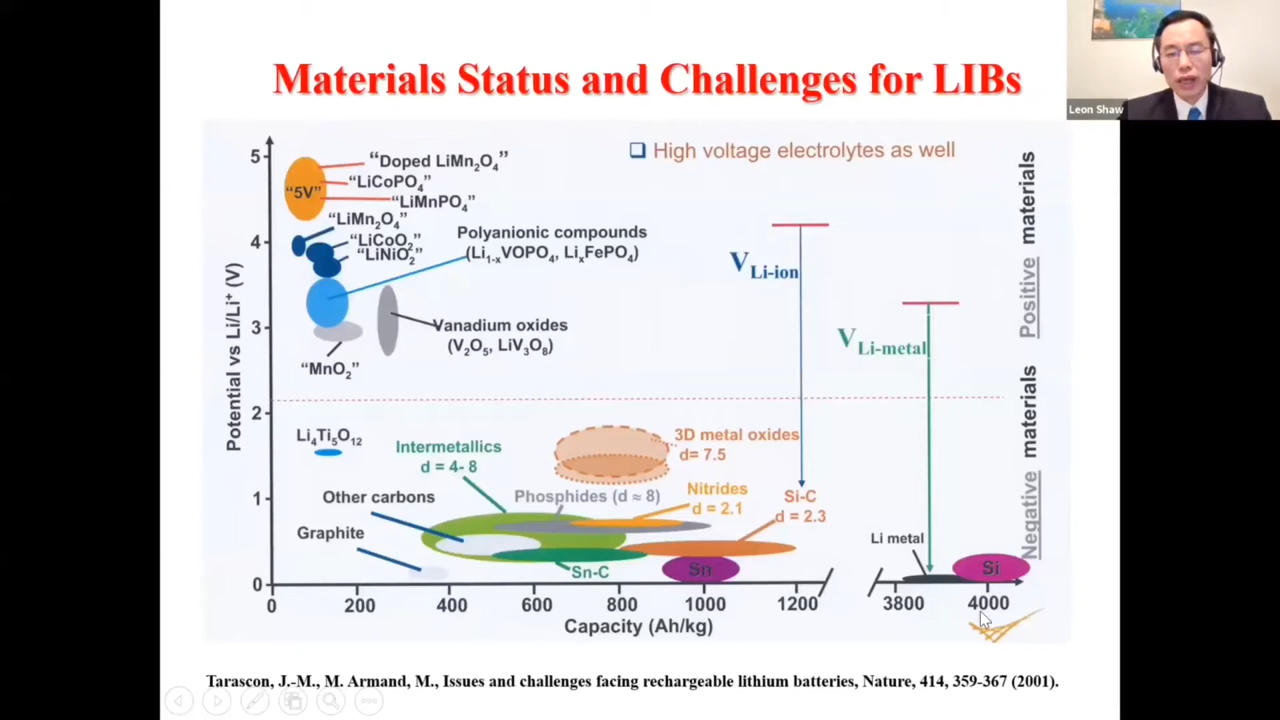 Materials Status and Challenges for LIBs
Leon Shaw
High voltage electrolytes as well
Positive materials
Negative materials
Potential vs Li/Li⁺ (V)
5
4
3
2
1
0
"5V"
"Doped LiMn₂O₄"
"LiCoPO₄"
"LiMnPO₄"
"LiMn₂O₄"
"LiCoO₂"
"LiNiO₂"
Polyanionic compounds
(Li₁₋ₓVOPO₄, LiₓFePO₄)
V Li-ion
Vanadium oxides
(V₂O₅, LiV₃O₈)
V Li-metal
"MnO₂"
Li₄Ti₅O₁₂
Intermetallics
d = 4- 8
3D metal oxides
d= 7.5
Other carbons
Phosphides (d ≈ 8)
Nitrides
d = 2.1
Si-C
d = 2.3
Graphite
Li metal
Sn-C
Sn
Si
0 200 400 600 800 1000 1200 3800 4000
Capacity (Ah/kg)
Tarascon, J.-M., M. Armand, M., Issues and challenges facing rechargeable lithium batteries, Nature, 414, 359-367 (2001).